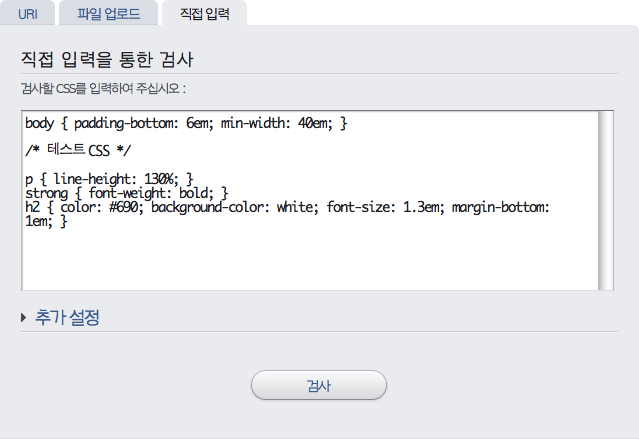 URI 파일 업로드 직접 입력
직접 입력을 통한 검사
검사할 CSS를 입력하여 주십시오 :
body { padding-bottom: 6em; min-width: 40em; }
/* 테스트 CSS */
p { line-height: 130%; }
strong { font-weight: bold; }
h2 { color: #690; background-color: white; font-size: 1.3em; margin-bottom:
1em; }
추가 설정
검사